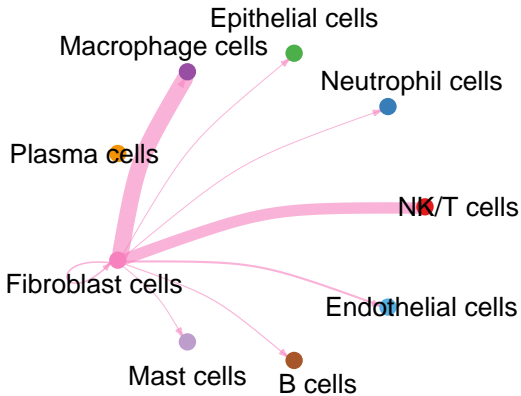 Epithelial cells
Macrophage cells
Neutrophil cells
Plasma cells
NK/T cells
Fibroblast cells
Endothelial cells
Mast cells
B cells